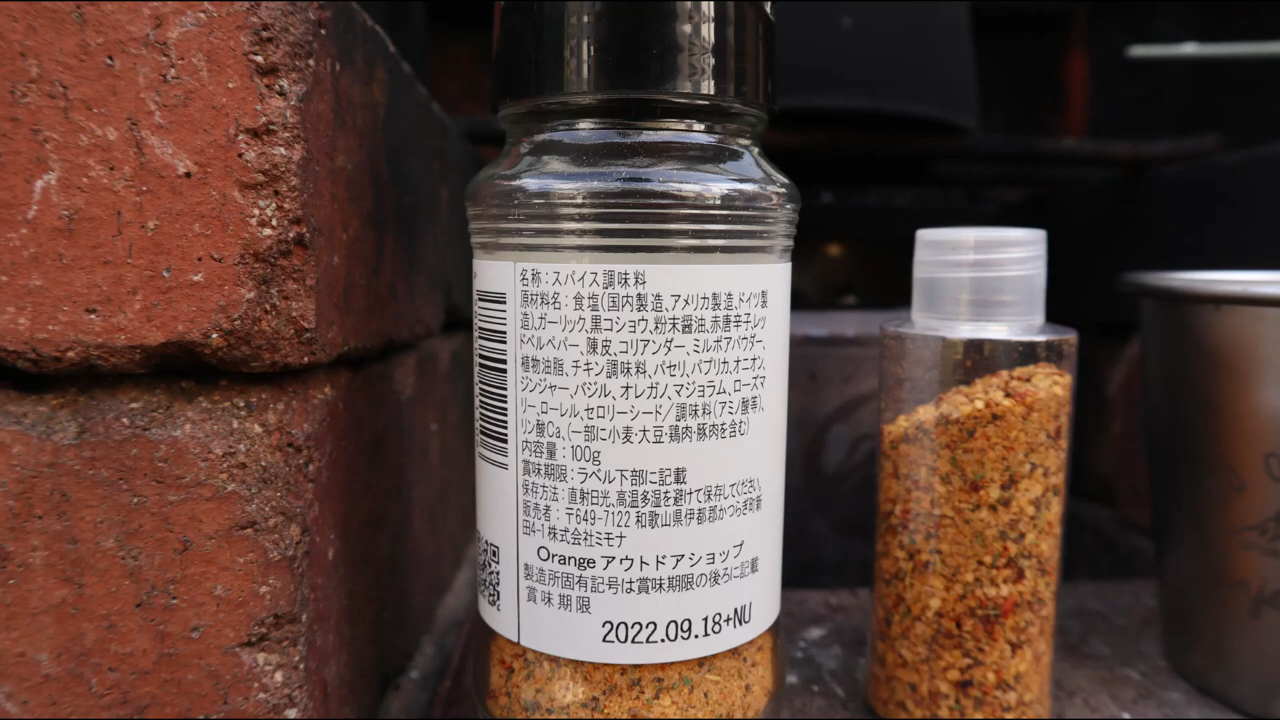 名称：スパイス調味料
原材料名：食塩(国内製造、アメリカ製造、ドイツ製
造)、ガーリック、黒コショウ、粉末醤油、赤唐辛子、レッ
ドベルペパー、陳皮、コリアンダー、ミルポアパウダー、
植物油脂、チキン調味料、パセリ、パプリカ、オニオン、
ジンジャー、バジル、オレガノ、マジョラム、ローズマ
リー、ローレル、セロリーシード／調味料(アミノ酸等)、
リン酸Ca、(一部に小麦・大豆・鶏肉・豚肉を含む)
内容量：100g
賞味期限：ラベル下部に記載
保存方法：直射日光、高温多湿を避けて保存してください。
販売者：〒649-7122 和歌山県伊都郡かつらぎ町新
田4-1 株式会社ミモナ
Orange アウトドアショップ
製造所固有記号は賞味期限の後ろに記載
賞味期限
2022.09.18+NU